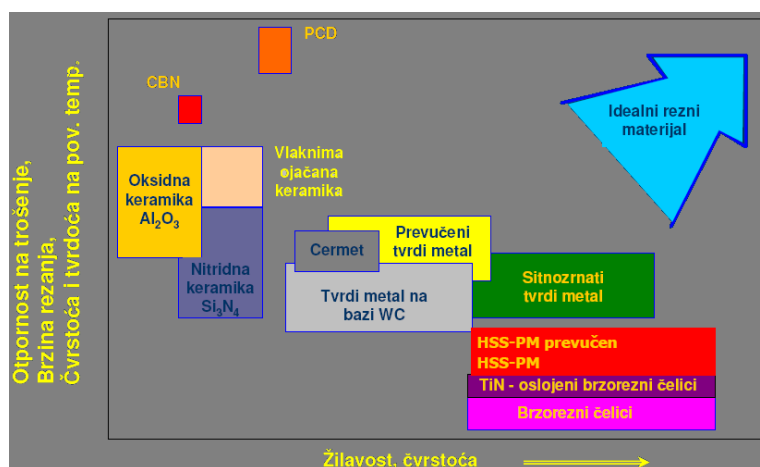 Otpornost na trošenje,
Brzina rezanja,
Čvrstoća i tvrdoća na pov. temp.
PCD
CBN
Idealni rezni
materijal
Vlaknima
ojačana
keramika
Oksidna
keramika
Al₂O₃
Nitridna
keramika
Si₃N₄
Cermet
Prevučeni
tvrdi metal
Tvrdi metal na
bazi WC
Sitnozrnati
tvrdi metal
HSS-PM prevučen
HSS-PM
TiN - oslojeni brzorezni čelici
Brzorezni čelici
Žilavost, čvrstoća